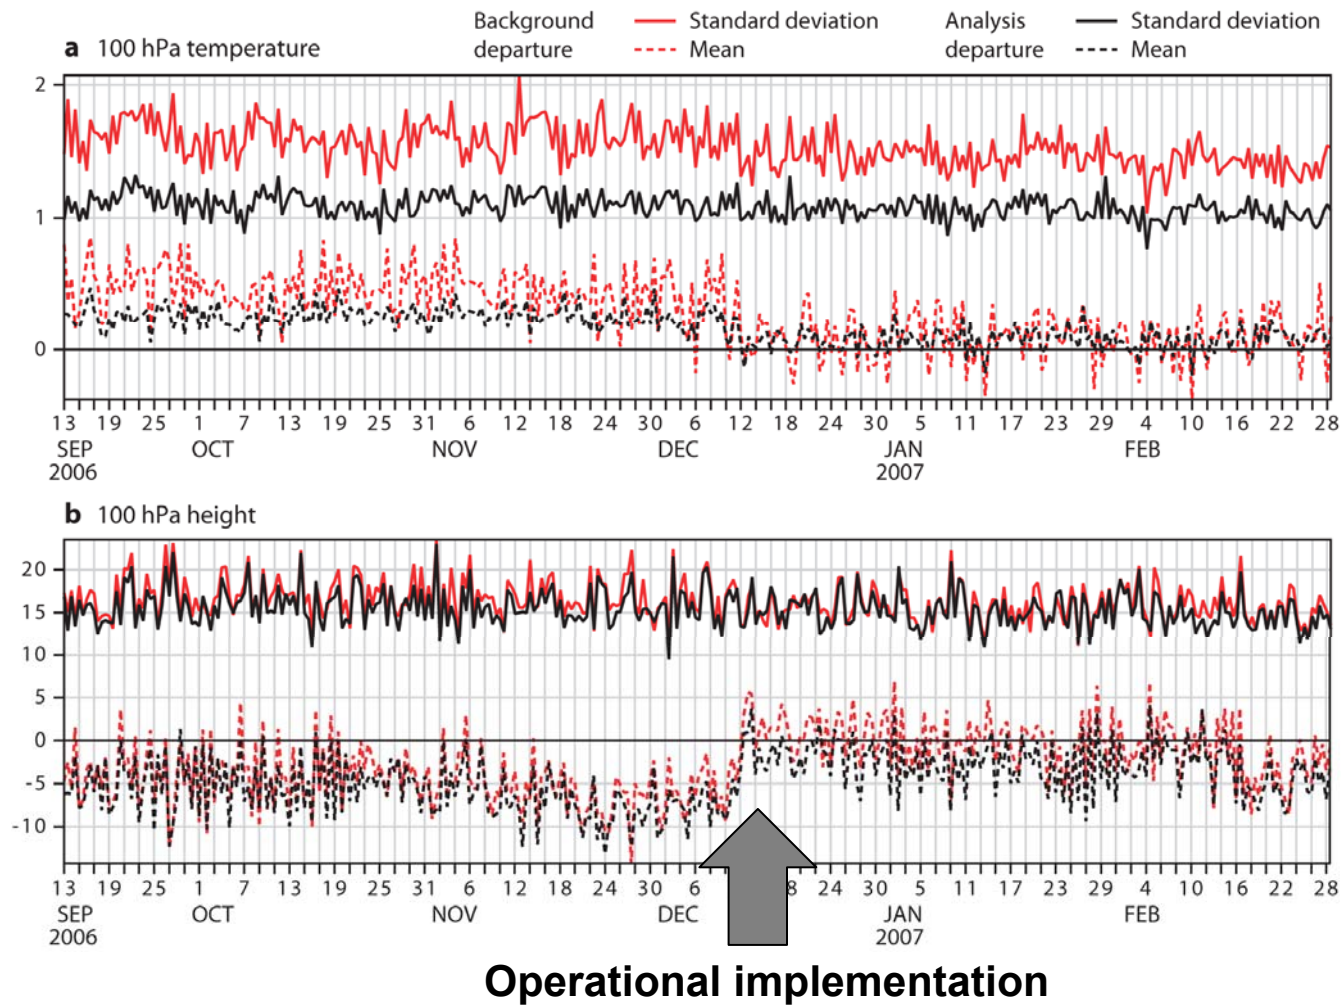 Background departure Standard deviation Mean Analysis departure Standard deviation Mean
a 100 hPa temperature
2
1
0
13 19 25 1 7 13 19 25 31 6 12 18 24 30 6 12 18 24 30 5 11 17 23 29 4 10 16 22 28
SEP OCT NOV DEC JAN FEB
2006 2007
b 100 hPa height
20
15
10
5
0
-5
-10
13 19 25 1 7 13 19 25 31 6 12 18 24 30 6 8 24 30 5 11 17 23 29 4 10 16 22 28
SEP OCT NOV DEC JAN FEB
2006 2007
Operational implementation